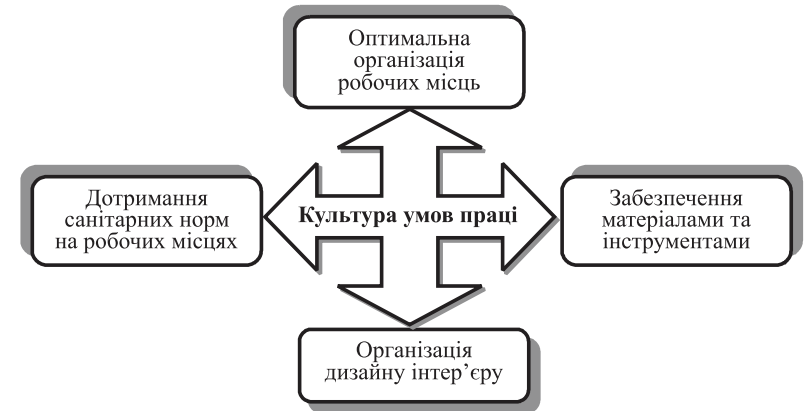 Оптимальна
організація
робочих місць
Дотримання
санітарних норм
на робочих місцях
Культура умов праці
Забезпечення
матеріалами та
інструментами
Організація
дизайну інтер’єру